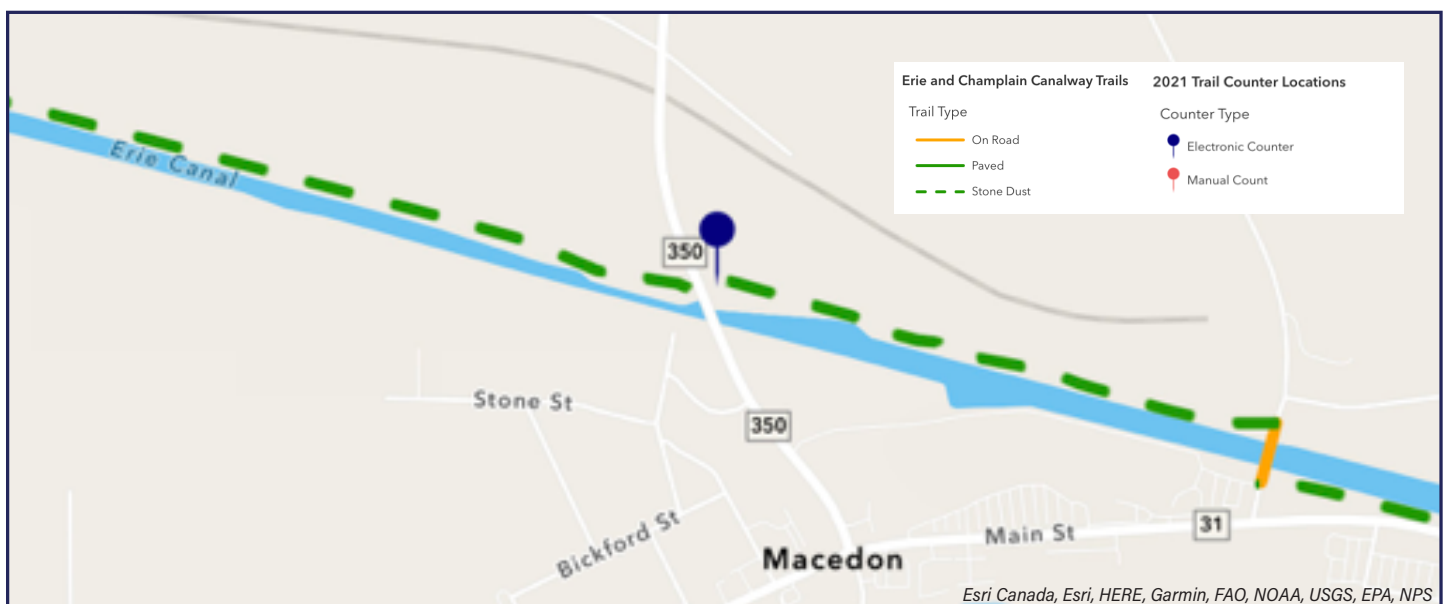 Erie and Champlain Canalway Trails
Trail Type
On Road
Paved
Stone Dust
2021 Trail Counter Locations
Counter Type
Electronic Counter
Manual Count
Erie Canal
350
Stone St
350
Bickford St
Main St
31
Macedon
Esri Canada, Esri, HERE, Garmin, FAO, NOAA, USGS, EPA, NPS